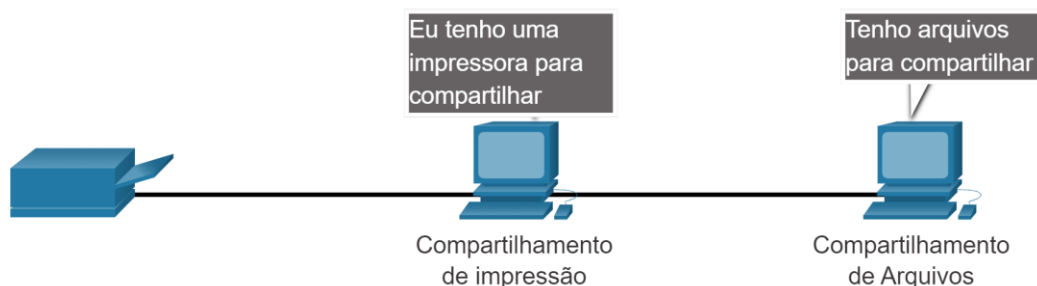 Eu tenho uma
impressora para
compartilhar
Tenho arquivos
para compartilhar
Compartilhamento
de impressão
Compartilhamento
de Arquivos